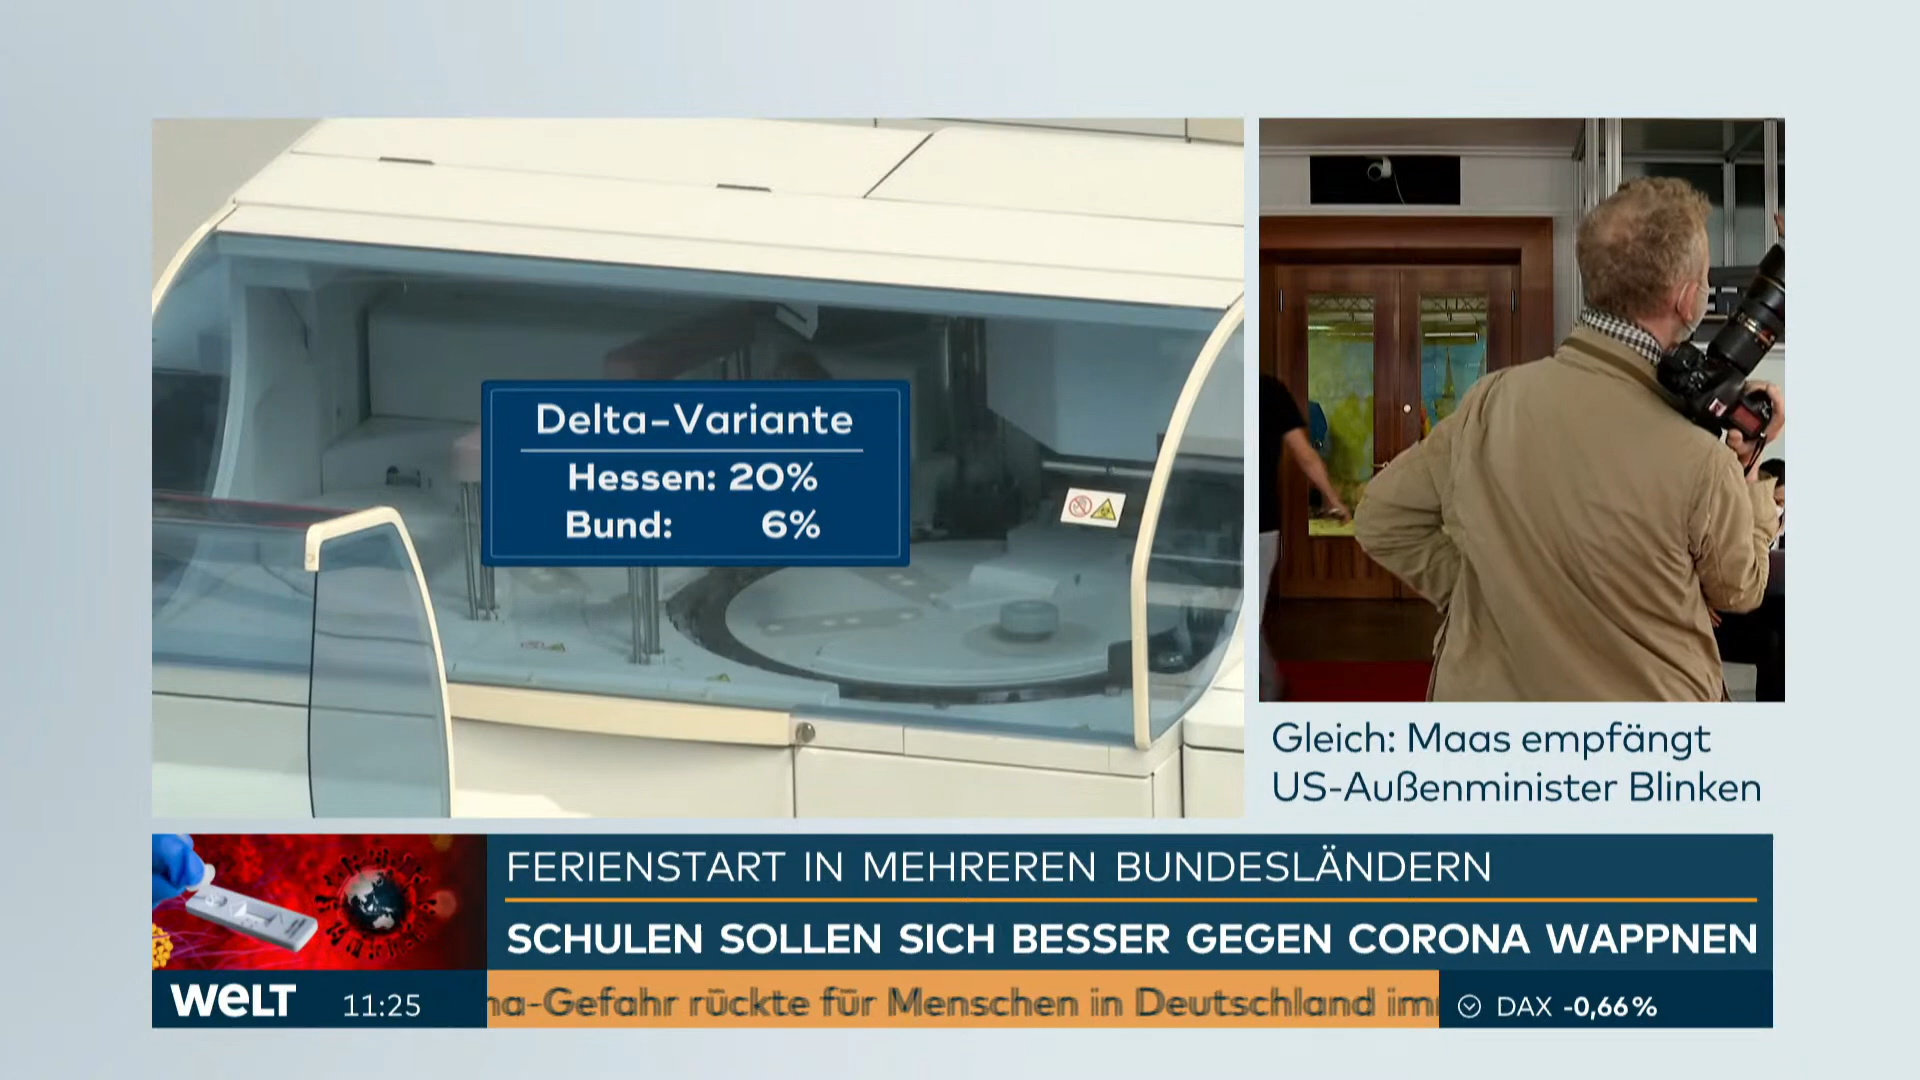 Delta-Variante
Hessen: 20%
Bund: 6%
Gleich: Maas empfängt
US-Außenminister Blinken
FERIENSTART IN MEHREREN BUNDESLÄNDERN
SCHULEN SOLLEN SICH BESSER GEGEN CORONA WAPPNEN
welt 11:25
-Gefahr rückte für Menschen in Deutschland
DAX -0,66%